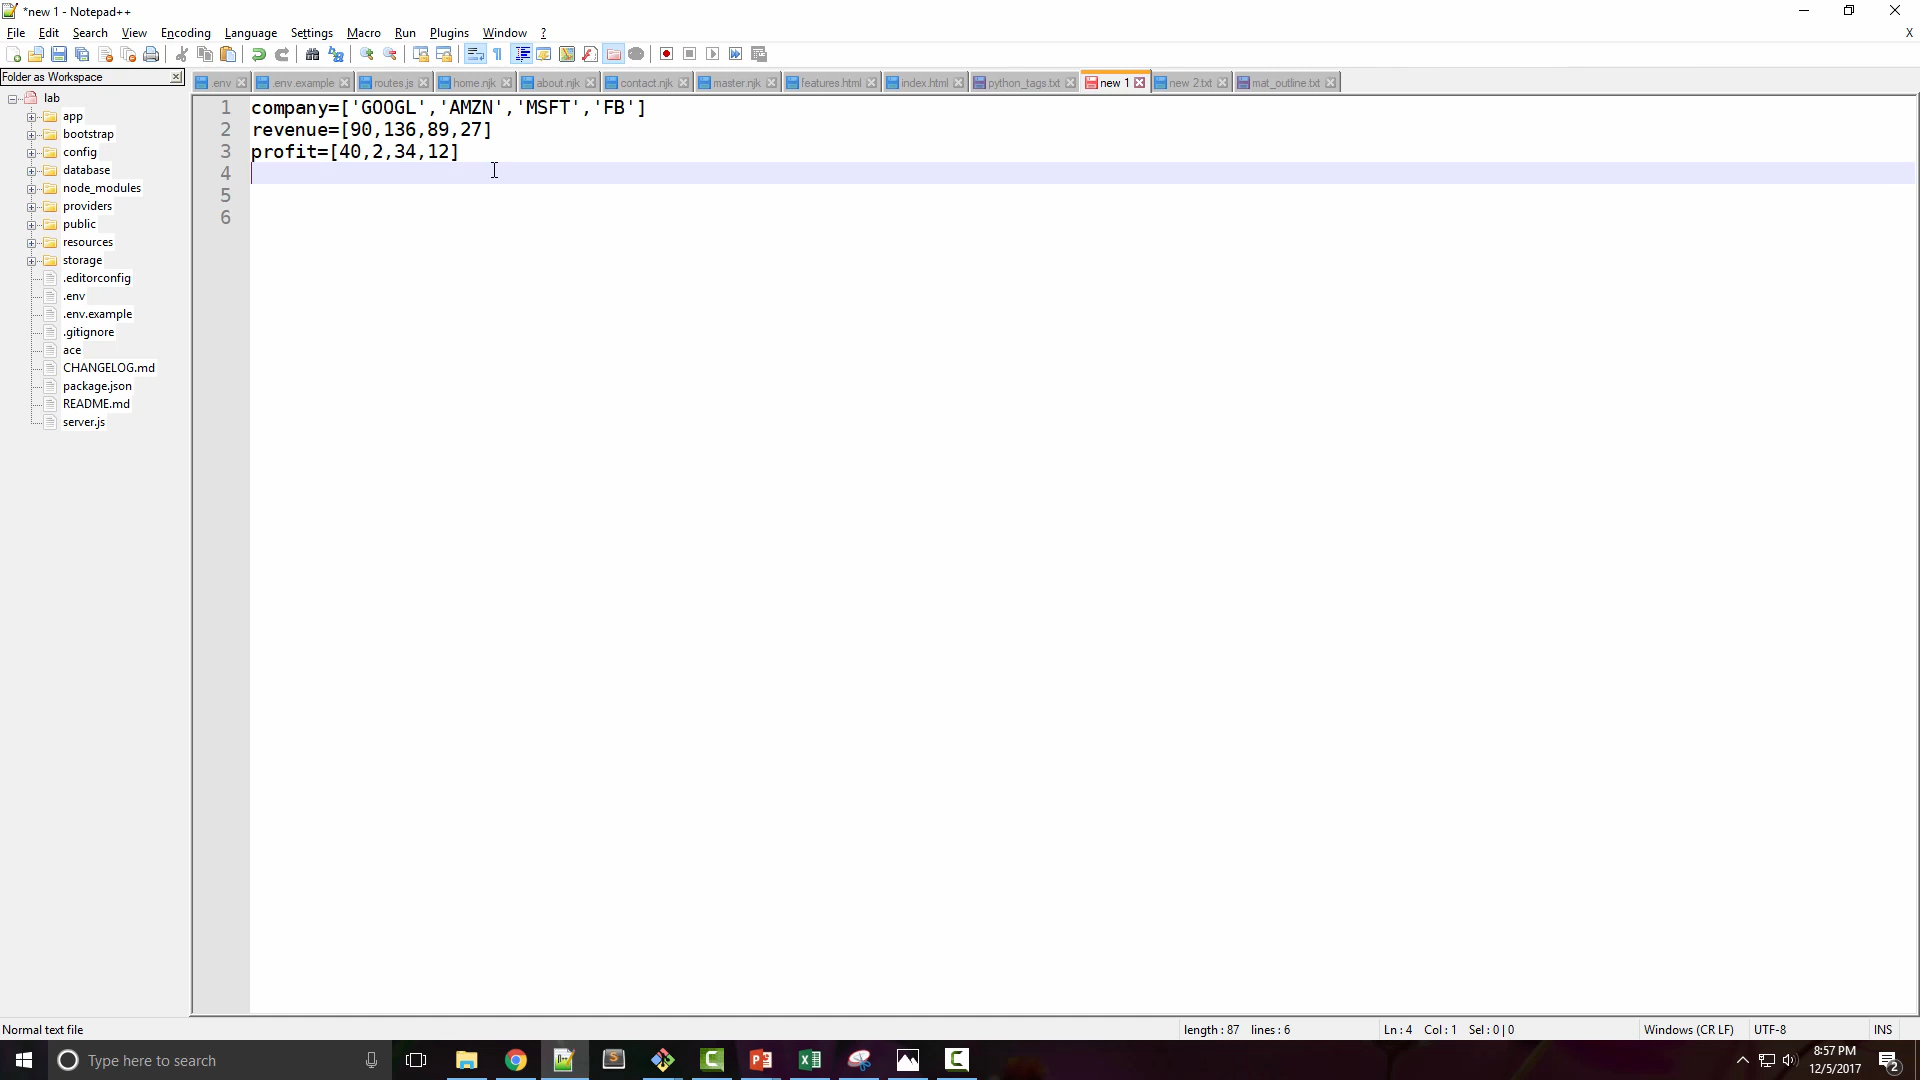 *new 1 - Notepad++
File Edit Search View Encoding Language Settings Macro Run Plugins Window ? X
Folder as Workspace
.env .env.example routes.js home.njk about.njk contact.njk master.njk features.html index.html python_tags.txt new 1 new 2.txt mat_outline.txt
lab
app
bootstrap
config
database
node_modules
providers
public
resources
storage
.editorconfig
.env
.env.example
.gitignore
ace
CHANGELOG.md
package.json
README.md
server.js
1 company=['GOOGL','AMZN','MSFT','FB']
2 revenue=[90,136,89,27]
3 profit=[40,2,34,12]
4
5
6
Normal text file length : 87 lines : 6 Ln : 4 Col : 1 Sel : 0 | 0 Windows (CR LF) UTF-8 INS
Type here to search
8:57 PM
12/5/2017
2